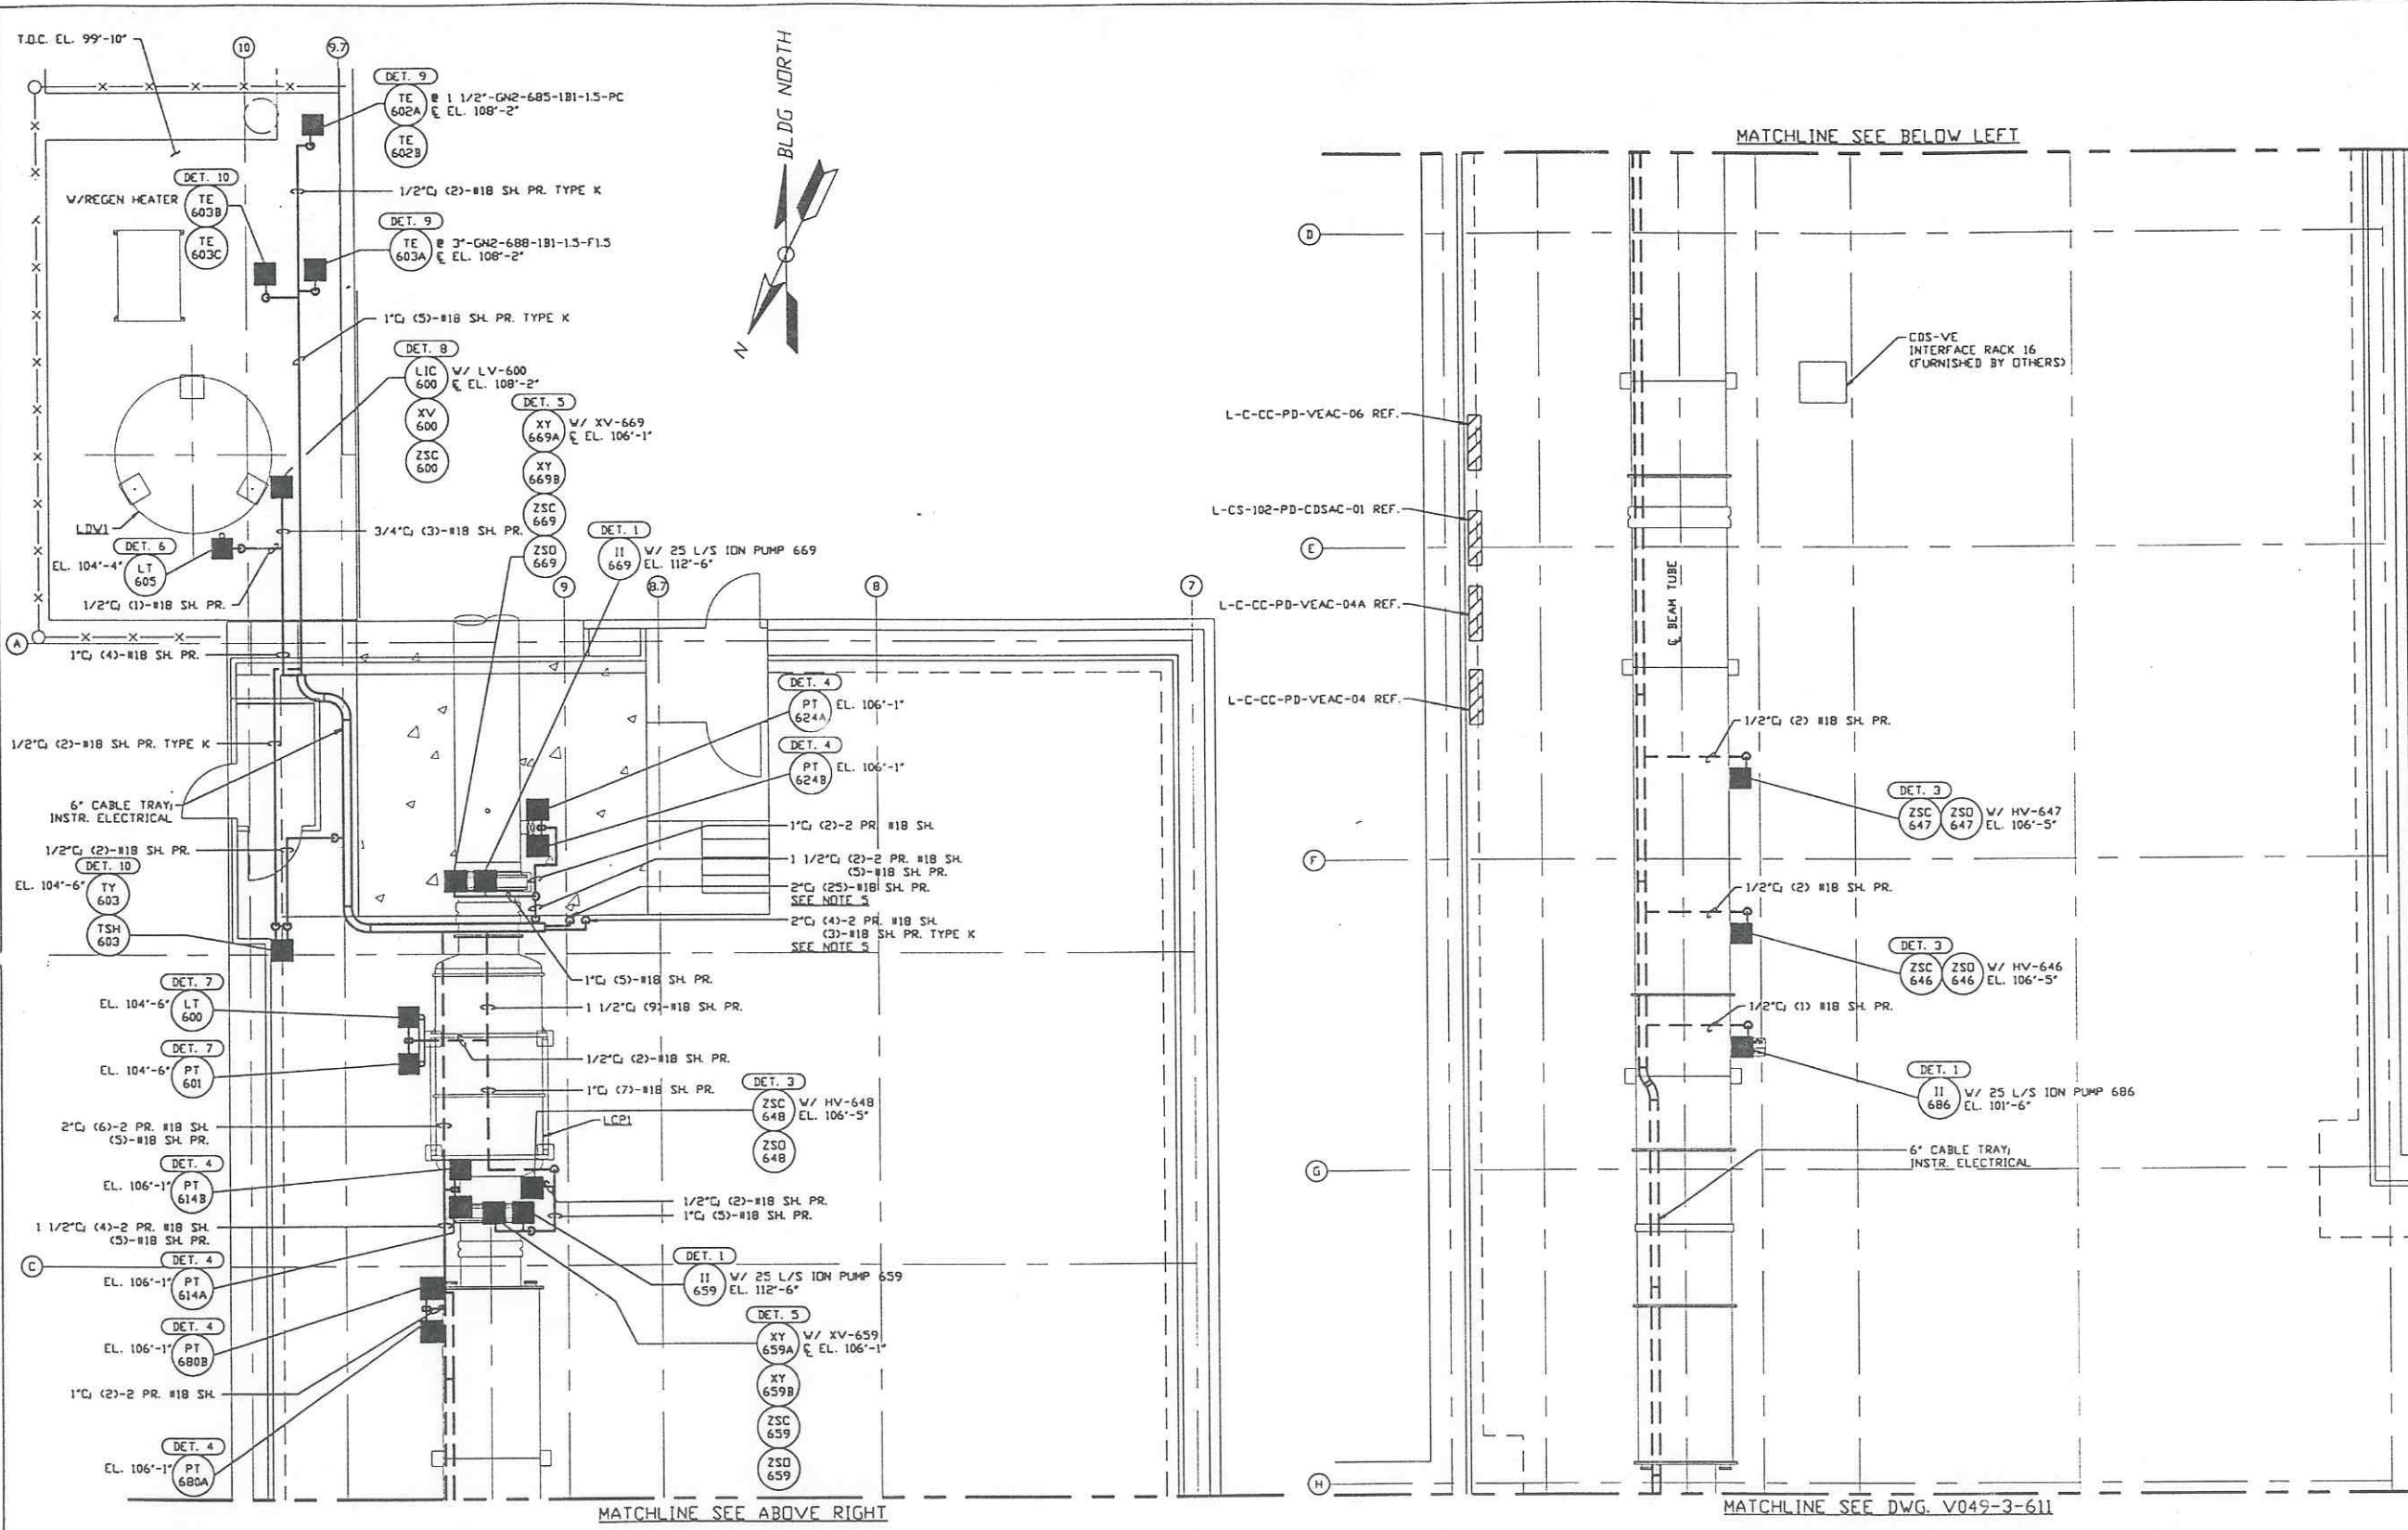 T.O.C. EL. 99'-10"
10
9.7
DET. 9
TE
602A
@ 1 1/2"-GN2-685-1B1-1.5-PC
℄ EL. 108'-2"
TE
602B
1/2"C; (2)-#18 SH. PR. TYPE K
DET. 10
W/REGEN HEATER
TE
603B
TE
603C
DET. 9
TE
603A
@ 3"-GN2-688-1B1-1.5-F1.5
℄ EL. 108'-2"
1"C; (5)-#18 SH. PR. TYPE K
DET. 8
LIC
600
W/ LV-600
℄ EL. 108'-2"
XV
600
ZSC
600
DET. 5
XY
669A
W/ XV-669
℄ EL. 106'-1"
XY
669B
ZSC
669
ZSO
669
LDW1
3/4"C; (3)-#18 SH. PR.
DET. 6
EL. 104'-4"
LT
605
1/2"C; (1)-#18 SH. PR.
DET. 1
II
669
W/ 25 L/S ION PUMP 669
EL. 112'-6"
9
8.7
8
7
A
1"C; (4)-#18 SH. PR.
BLDG NORTH
N
1/2"C; (2)-#18 SH. PR. TYPE K
6" CABLE TRAY;
INSTR. ELECTRICAL
1/2"C; (2)-#18 SH. PR.
DET. 10
EL. 104'-6"
TY
603
TSH
603
DET. 4
PT
624A
EL. 106'-1"
DET. 4
PT
624B
EL. 106'-1"
1"C; (2)-2 PR. #18 SH.
1 1/2"C; (2)-2 PR. #18 SH.
(5)-#18 SH. PR.
2"C; (25)-#18 SH. PR.
SEE NOTE 5
2"C; (4)-2 PR. #18 SH.
(3)-#18 SH. PR. TYPE K
SEE NOTE 5
1"C; (5)-#18 SH. PR.
1 1/2"C; (9)-#18 SH. PR.
DET. 7
EL. 104'-6"
LT
600
DET. 7
EL. 104'-6"
PT
601
1/2"C; (2)-#18 SH. PR.
1"C; (7)-#18 SH. PR.
LCP1
DET. 3
ZSC
648
W/ HV-648
EL. 106'-5"
ZSO
648
2"C; (6)-2 PR. #18 SH.
(5)-#18 SH. PR.
DET. 4
EL. 106'-1"
PT
614B
1 1/2"C; (4)-2 PR. #18 SH.
(5)-#18 SH. PR.
1/2"C; (2)-#18 SH. PR.
1"C; (5)-#18 SH. PR.
C
DET. 4
EL. 106'-1"
PT
614A
DET. 1
II
659
W/ 25 L/S ION PUMP 659
EL. 112'-6"
DET. 4
EL. 106'-1"
PT
680B
DET. 5
XY
659A
W/ XV-659
℄ EL. 106'-1"
XY
659B
ZSC
659
ZSO
659
1"C; (2)-2 PR. #18 SH.
DET. 4
EL. 106'-1"
PT
680A
MATCHLINE SEE ABOVE RIGHT
MATCHLINE SEE BELOW LEFT
D
CDS-VE
INTERFACE RACK 16
(FURNISHED BY OTHERS)
L-C-CC-PD-VEAC-06 REF.
L-CS-102-PD-CDSAC-01 REF.
E
L-C-CC-PD-VEAC-04A REF.
℄ BEAM TUBE
L-C-CC-PD-VEAC-04 REF.
1/2"C; (2) #18 SH. PR.
DET. 3
ZSC
647
ZSO
647
W/ HV-647
EL. 106'-5"
F
1/2"C; (2) #18 SH. PR.
DET. 3
ZSC
646
ZSO
646
W/ HV-646
EL. 106'-5"
1/2"C; (1) #18 SH. PR.
DET. 1
II
686
W/ 25 L/S ION PUMP 686
EL. 101'-6"
G
6" CABLE TRAY;
INSTR. ELECTRICAL
H
MATCHLINE SEE DWG. V049-3-611